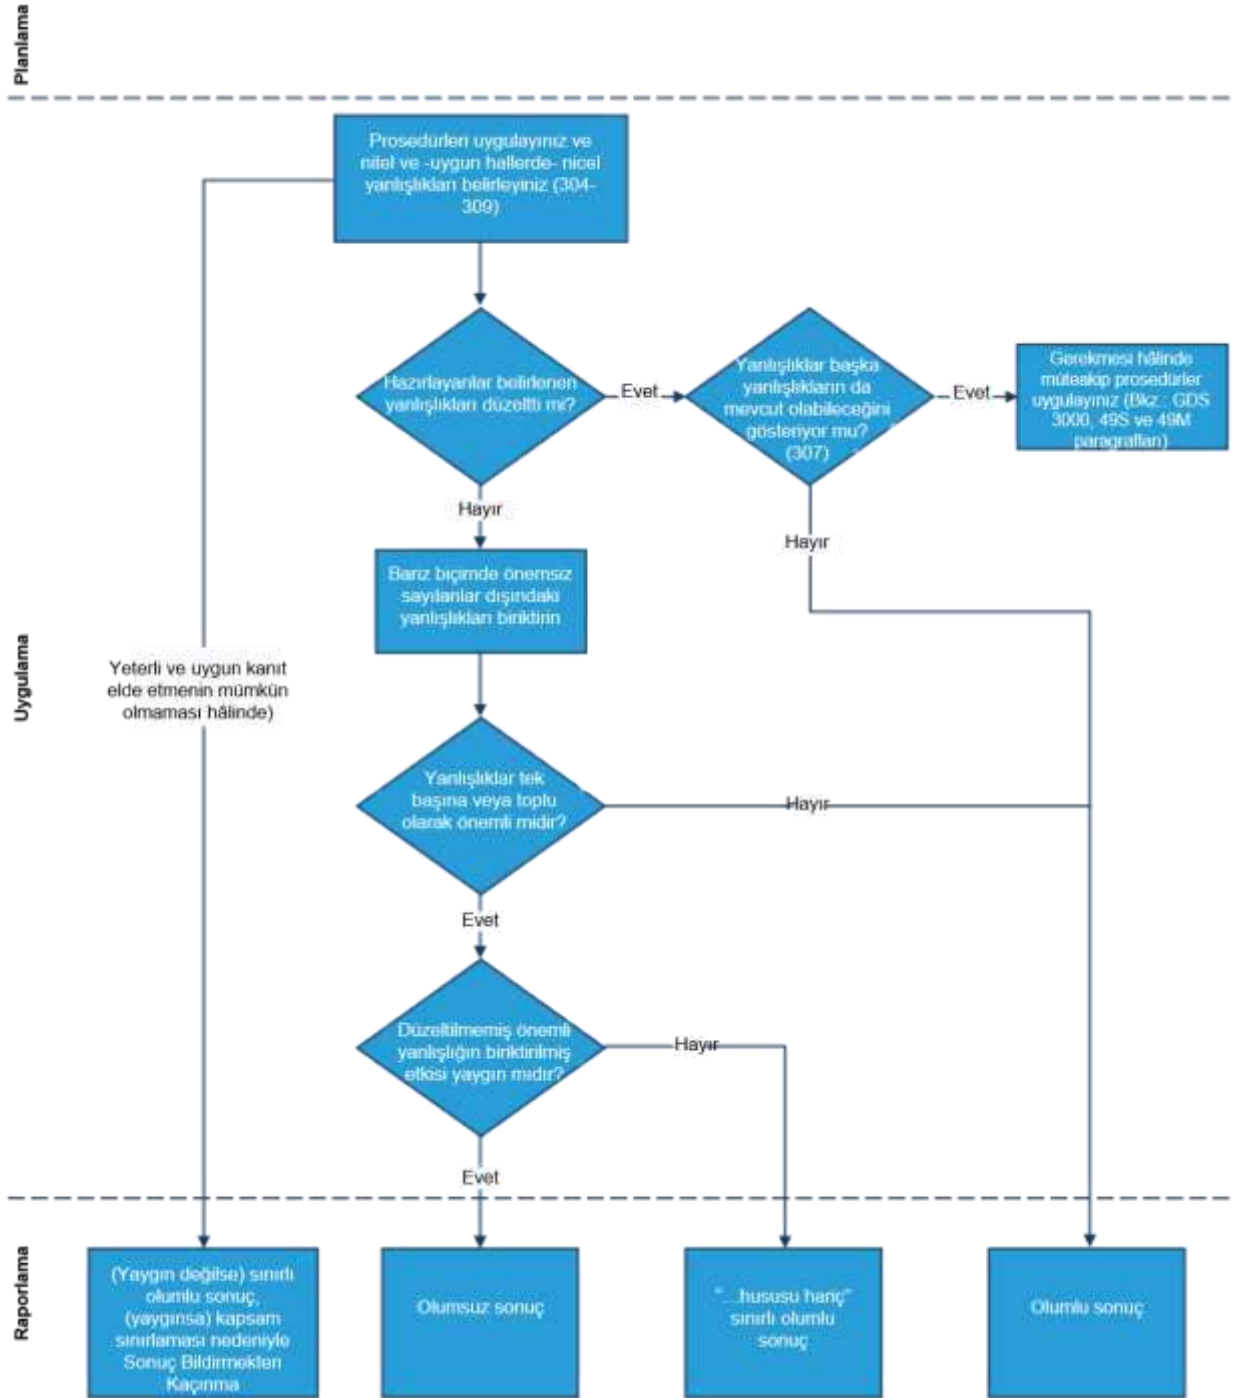 Planlama
Prosedürleri uygulayınız ve
nitel ve -uygun hallerde- nicel
yanlışlıkları belirleyiniz (304-
309)
Hazırlayanlar belirlenen
yanlışlıkları düzeltti mi?
Evet
Yanlışlıklar başka
yanlışlıkların da
mevcut olabileceğini
gösteriyor mu?
(307)
Evet
Gerekmesi hâlinde
müteakip prosedürler
uygulayınız (Bkz.: GDS
3000, 49S ve 49M
paragrafları)
Hayır
Hayır
Bariz biçimde önemsiz
sayılanlar dışındaki
yanlışlıkları biriktirin
Uygulama
Yeterli ve uygun kanıt
elde etmenin mümkün
olmaması hâlinde)
Yanlışlıklar tek
başına veya toplu
olarak önemli midir?
Hayır
Evet
Düzeltilmemiş önemli
yanlışlığın biriktirilmiş
etkisi yaygın mıdır?
Hayır
Evet
Raporlama
(Yaygın değilse) sınırlı
olumlu sonuç,
(yaygınsa) kapsam
sınırlaması nedeniyle
Sonuç Bildirmekten
Kaçınma
Olumsuz sonuç
"...hususu hariç"
sınırlı olumlu
sonuç
Olumlu sonuç